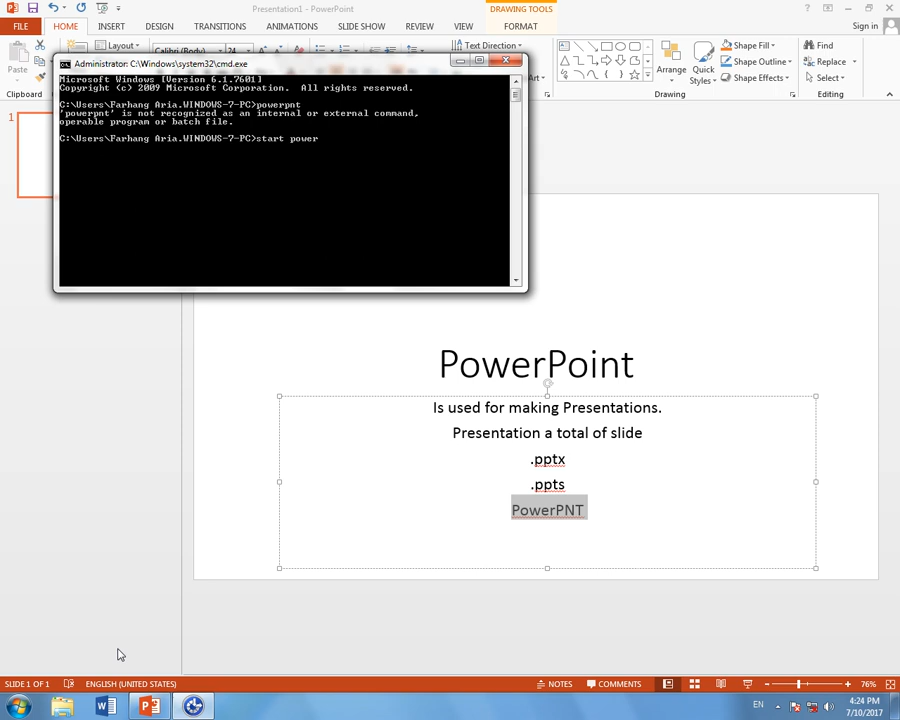 Presentation1 - PowerPoint
DRAWING TOOLS
FILE
HOME
INSERT
DESIGN
TRANSITIONS
ANIMATIONS
SLIDE SHOW
REVIEW
VIEW
FORMAT
Sign in
Paste
Clipboard
Layout
Calibri (Body)
24
Text Direction
Arrange
Quick
Styles
Shape Fill
Shape Outline
Shape Effects
Drawing
Find
Replace
Select
Editing
Administrator: C:\Windows\system32\cmd.exe
Microsoft Windows [Version 6.1.7601]
Copyright (c) 2009 Microsoft Corporation. All rights reserved.
C:\Users\Farhang Aria.WINDOWS-7-PC>powerpnt
'powerpnt' is not recognized as an internal or external command,
operable program or batch file.
C:\Users\Farhang Aria.WINDOWS-7-PC>start power
1
PowerPoint
Is used for making Presentations.
Presentation a total of slide
.pptx
.ppts
PowerPNT
SLIDE 1 OF 1
ENGLISH (UNITED STATES)
NOTES
COMMENTS
76%
EN
4:24 PM
7/10/2017